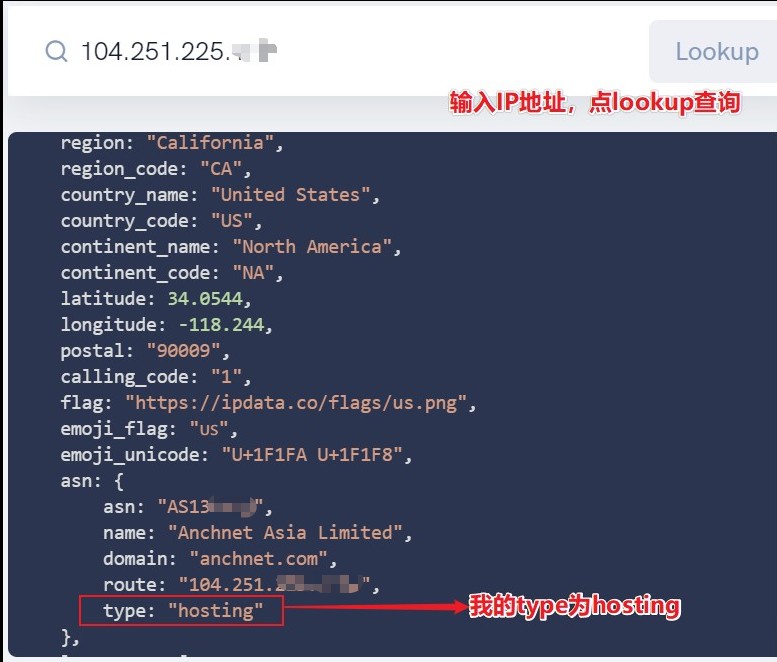 104.251.225.
Lookup
输入IP地址，点lookup查询
region: "California",
region_code: "CA",
country_name: "United States",
country_code: "US",
continent_name: "North America",
continent_code: "NA",
latitude: 34.0544,
longitude: -118.244,
postal: "90009",
calling_code: "1",
flag: "https://ipdata.co/flags/us.png",
emoji_flag: "us",
emoji_unicode: "U+1F1FA U+1F1F8",
asn: {
asn: "AS13",
name: "Anchnet Asia Limited",
domain: "anchnet.com",
route: "104.251.",
type: "hosting"
我的type为hosting
},